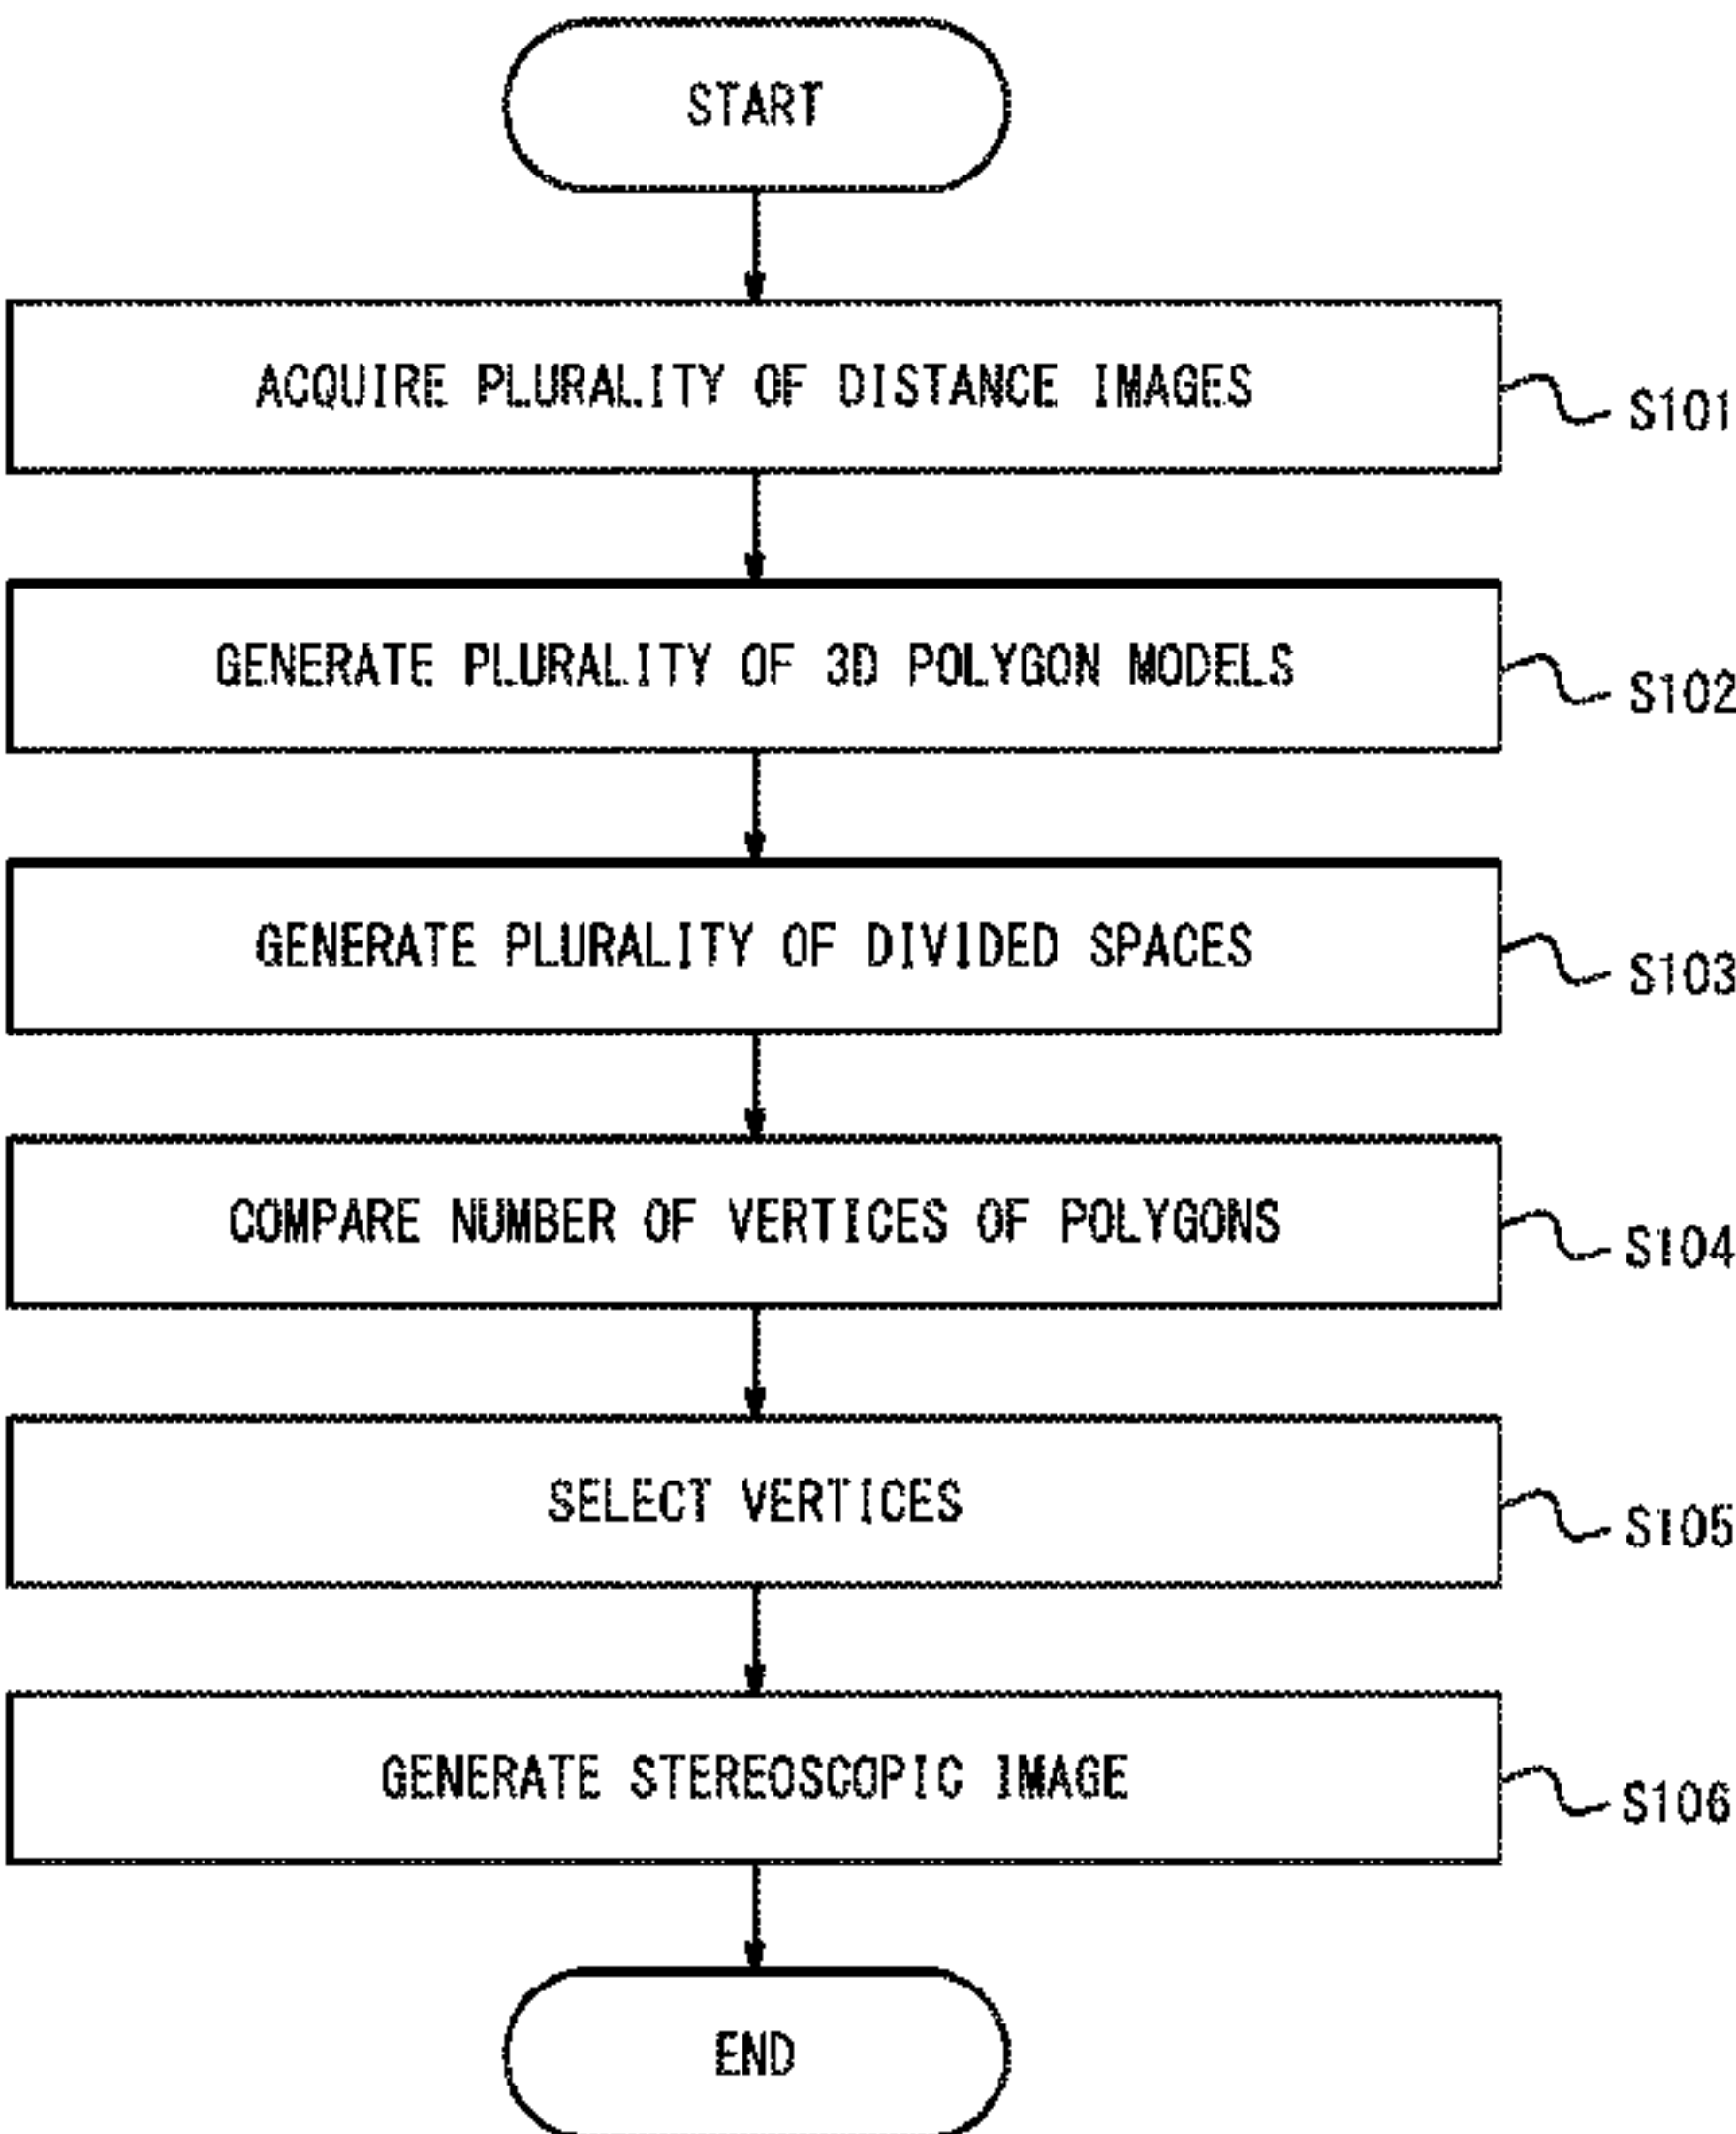 START
ACQUIRE PLURALITY OF DISTANCE IMAGES
S101
GENERATE PLURALITY OF 3D POLYGON MODELS
S102
GENERATE PLURALITY OF DIVIDED SPACES
S103
COMPARE NUMBER OF VERTICES OF POLYGONS
S104
SELECT VERTICES
S105
GENERATE STEREOSCOPIC IMAGE
S106
END